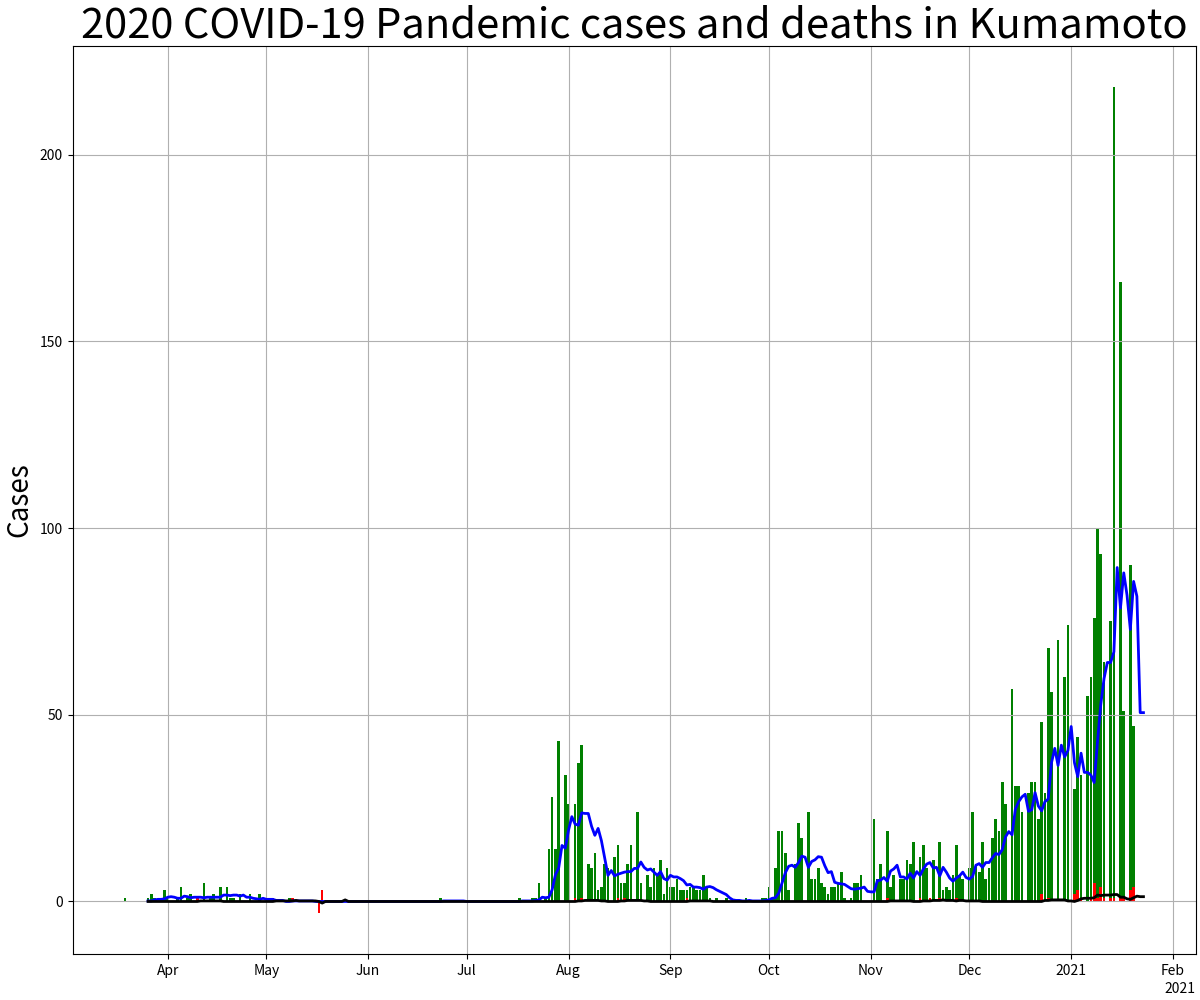 2020 COVID-19 Pandemic cases and deaths in Kumamoto
Cases
200
150
100
50
0
Apr May Jun Jul Aug Sep Oct Nov Dec 2021 Feb
2021